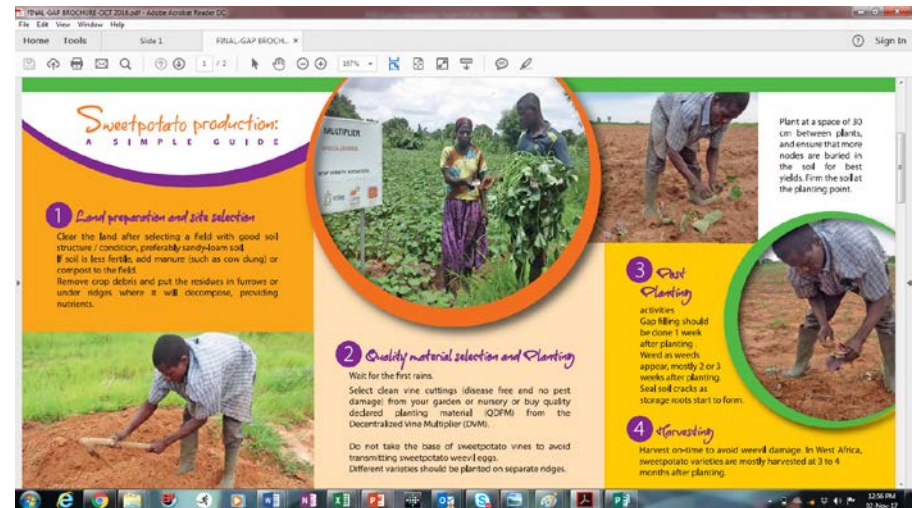 FINAL-GAP BROCHURE-OCT 2016.pdf - Adobe Acrobat Reader DC
File Edit View Window Help
Home Tools Side 1 FINAL-GAP BROCH... ×
Sign In
1 / 2
187%
Sweetpotato production:
A SIMPLE GUIDE
1 Land preparation and site selection
Clear the land after selecting a field with good soil
structure / condition, preferably sandy-loam soil.
If soil is less fertile, add manure (such as cow dung) or
compost to the field.
Remove crop debris and put the residues in furrows or
under ridges where it will decompose, providing
nutrients.
MULTIPLIER
2 Quality material selection and Planting
Wait for the first rains.
Select clean vine cuttings (disease free and no pest
damage) from your garden or nursery or buy quality
declared planting material (QDPM) from the
Decentralized Vine Multiplier (DVM).
Do not take the base of sweetpotato vines to avoid
transmitting sweetpotato weevil eggs.
Different varieties should be planted on separate ridges.
Plant at a space of 30
cm between plants,
and ensure that more
nodes are buried in
the soil for best
yields. Firm the soil at
the planting point.
3 Post
Planting
activities
Gap filling should
be done 1 week
after planting .
Weed as weeds
appear, mostly 2 or 3
weeks after planting.
Seal soil cracks as
storage roots start to form.
4 Harvesting
Harvest on-time to avoid weevil damage. In West Africa,
sweetpotato varieties are mostly harvested at 3 to 4
months after planting.
12:56 PM
02-Nov-17